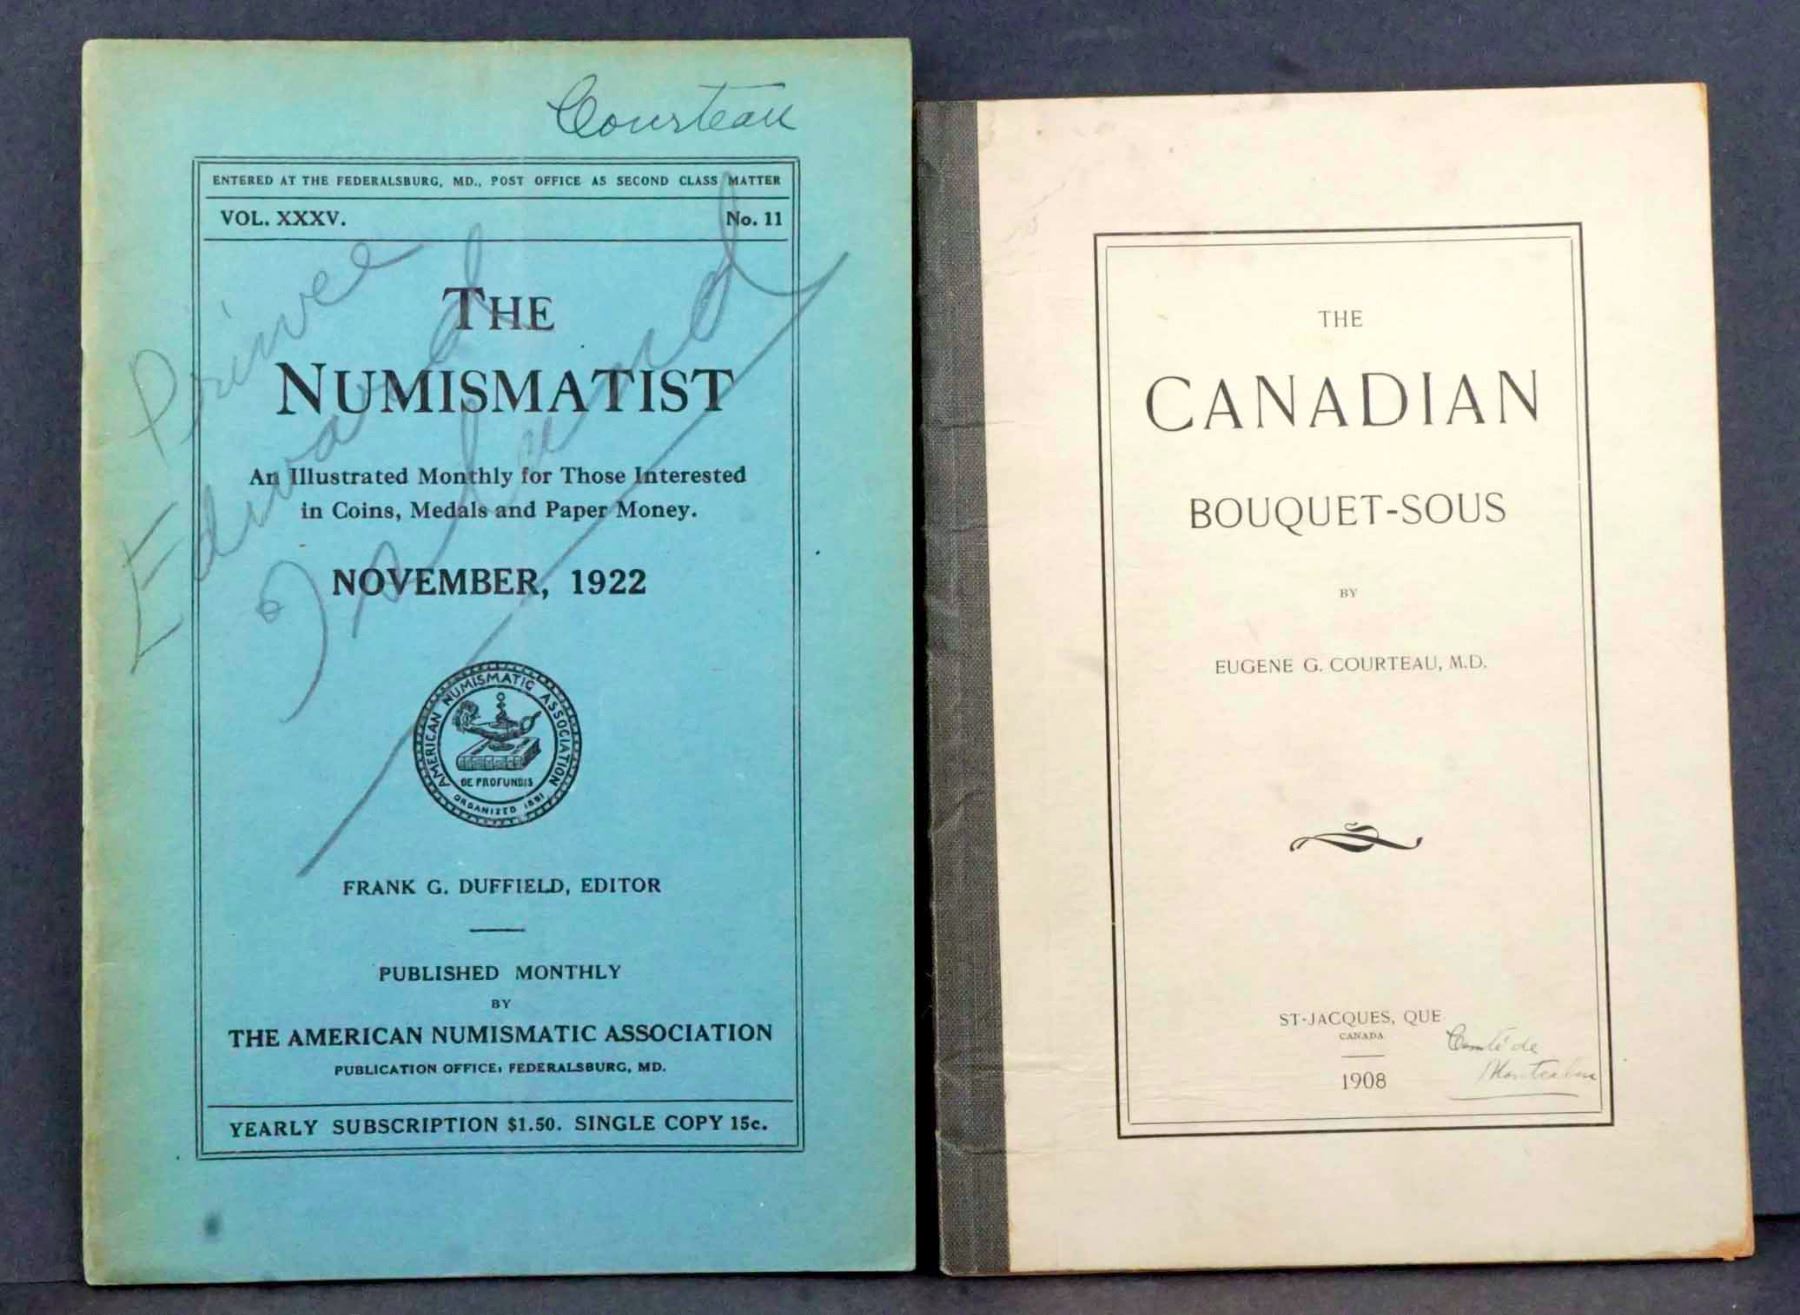 Courteau
ENTERED AT THE FEDERALSBURG, MD., POST OFFICE AS SECOND CLASS MATTER
VOL. XXXV. No. 11
Prince
Edward
Island
THE
NUMISMATIST
An Illustrated Monthly for Those Interested
in Coins, Medals and Paper Money.
NOVEMBER, 1922
AMERICAN NUMISMATIC ASSOCIATION
DE PROFUNDIS
ORGANIZED 1891
FRANK G. DUFFIELD, EDITOR
PUBLISHED MONTHLY
BY
THE AMERICAN NUMISMATIC ASSOCIATION
PUBLICATION OFFICE: FEDERALSBURG, MD.
YEARLY SUBSCRIPTION $1.50. SINGLE COPY 15c.
THE
CANADIAN
BOUQUET-SOUS
BY
EUGENE G. COURTEAU, M.D.
ST-JACQUES, QUE.
CANADA
Comté de
Montcalm
1908